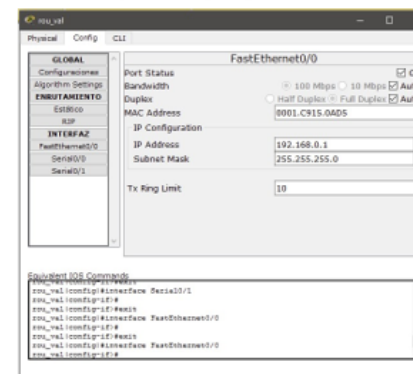 rou_val
Physical Config CLI
GLOBAL
Configuraciones
Algorithm Settings
ENRUTAMIENTO
Estático
RIP
INTERFAZ
FastEthernet0/0
Serial0/0
Serial0/1
FastEthernet0/0
Port Status
Bandwidth 100 Mbps 10 Mbps
Duplex Half Duplex Full Duplex
MAC Address 0001.C915.0AD5
IP Configuration
IP Address 192.168.0.1
Subnet Mask 255.255.255.0
Tx Ring Limit 10
Equivalent IOS Commands
rou_val(config-if)#exit
rou_val(config)#interface Serial0/1
rou_val(config-if)#
rou_val(config-if)#exit
rou_val(config)#interface FastEthernet0/0
rou_val(config-if)#
rou_val(config-if)#exit
rou_val(config)#interface FastEthernet0/0
rou_val(config-if)#